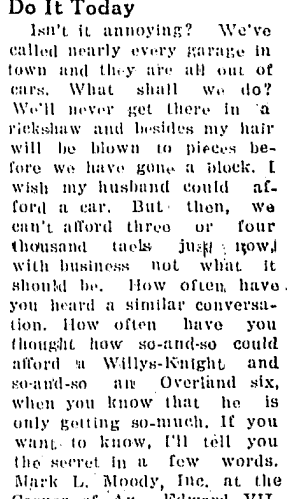 Do It Today
Isn't it annoying? We've
called nearly every garage in
town and they are all out of
cars. What shall we do?
We'll never get there in a
rickshaw and besides my hair
will be blown to pieces be-
fore we have gone a block. I
wish my husband could af-
ford a car. But then, we
can't afford three or four
thousand taels just now,
with business not what it
should be. How often have
you heard a similar conversa-
tion. How often have you
thought how so-and-so could
afford a Willys-Knight and
so-and-so an Overland six,
when you know that he is
only getting so-much. If you
want to know, I'll tell you
the secret in a few words.
Mark L. Moody, Inc. at the
Corner of Av. Edward VII